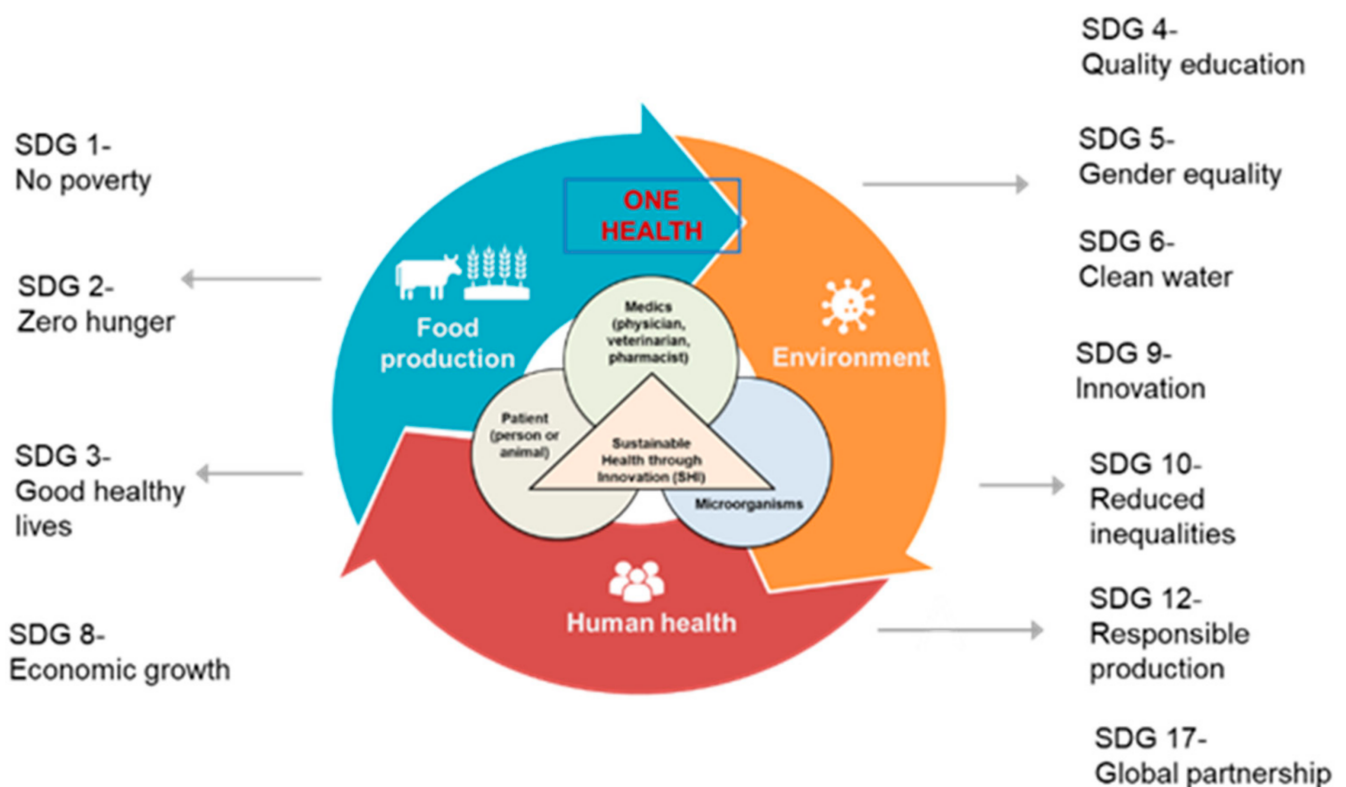 SDG 1-
No poverty
SDG 2-
Zero hunger
SDG 3-
Good healthy
lives
SDG 8-
Economic growth
ONE
HEALTH
Food
production
Environment
Human health
Medics
(physician,
veterinarian,
pharmacist)
Patient
(person or
animal)
Sustainable
Health through
Innovation (SHI)
Microorganisms
SDG 4-
Quality education
SDG 5-
Gender equality
SDG 6-
Clean water
SDG 9-
Innovation
SDG 10-
Reduced
inequalities
SDG 12-
Responsible
production
SDG 17-
Global partnership